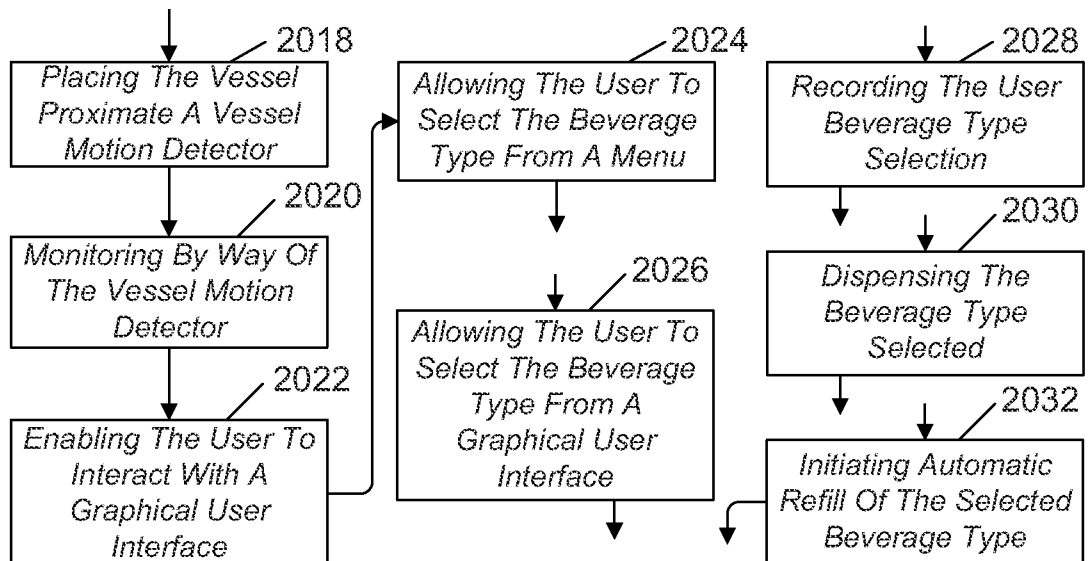 2018
Placing The Vessel
Proximate A Vessel
Motion Detector
2020
Monitoring By Way Of
The Vessel Motion
Detector
2022
Enabling The User To
Interact With A
Graphical User
Interface
2024
Allowing The User To
Select The Beverage
Type From A Menu
2026
Allowing The User To
Select The Beverage
Type From A
Graphical User
Interface
2028
Recording The User
Beverage Type
Selection
2030
Dispensing The
Beverage Type
Selected
2032
Initiating Automatic
Refill Of The Selected
Beverage Type